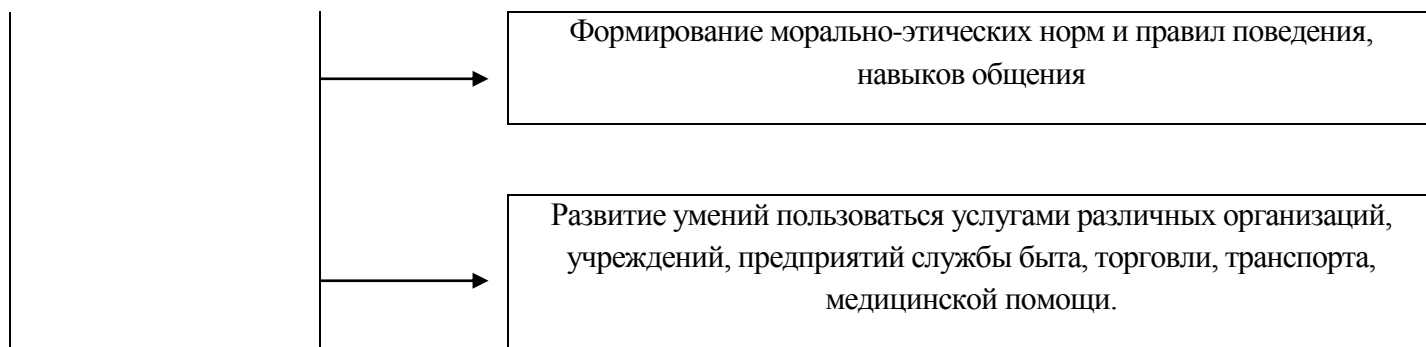 Формирование морально-этических норм и правил поведения,
навыков общения
Развитие умений пользоваться услугами различных организаций,
учреждений, предприятий службы быта, торговли, транспорта,
медицинской помощи.